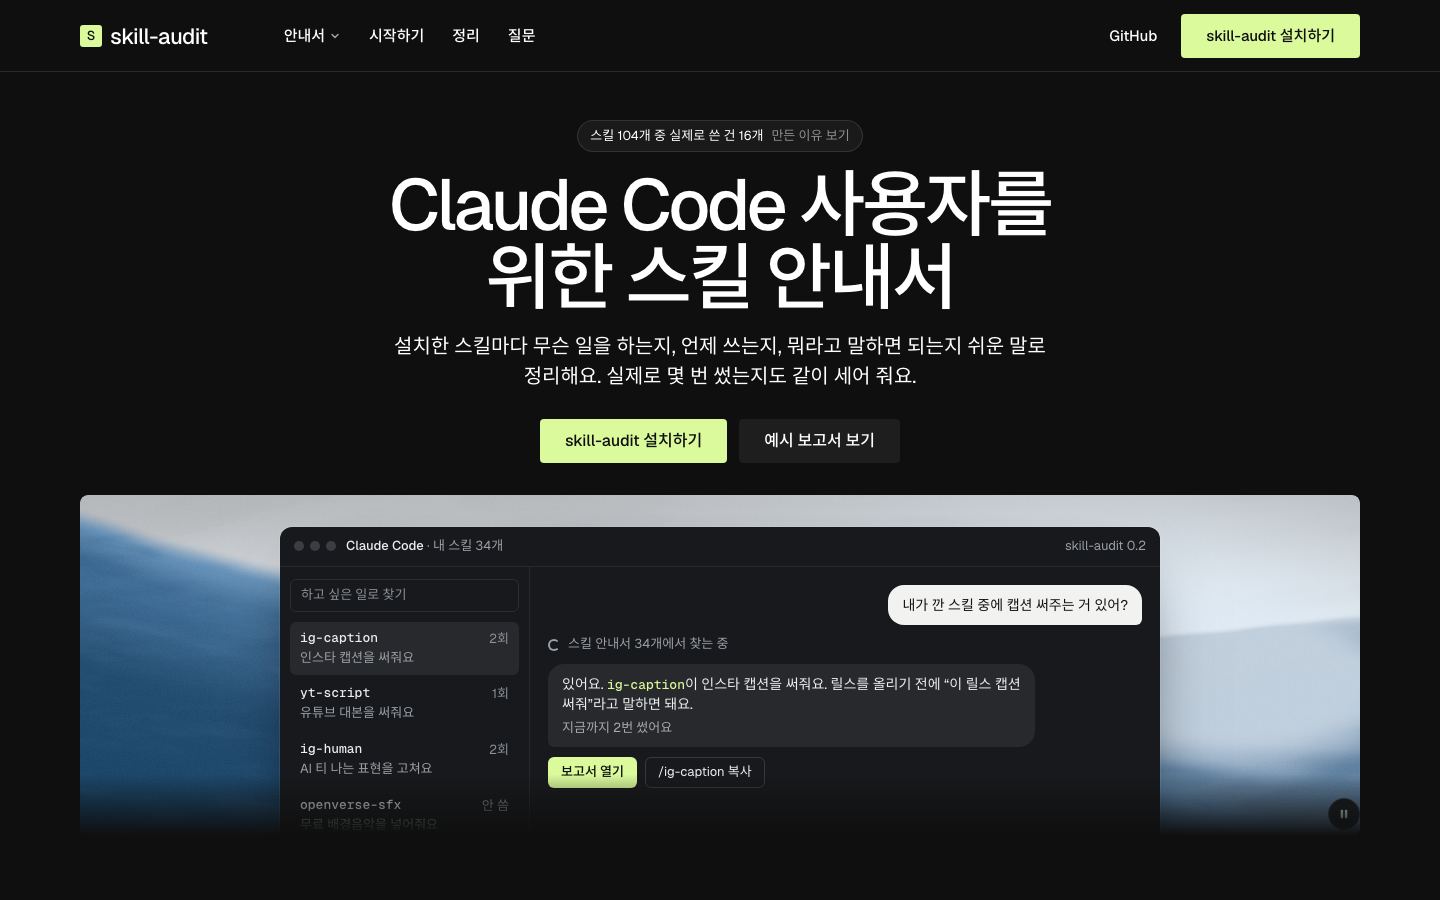 S skill-audit
안내서
시작하기
정리
질문
GitHub
skill-audit 설치하기
스킬 104개 중 실제로 쓴 건 16개 만든 이유 보기
Claude Code 사용자를
위한 스킬 안내서
설치한 스킬마다 무슨 일을 하는지, 언제 쓰는지, 뭐라고 말하면 되는지 쉬운 말로
정리해요. 실제로 몇 번 썼는지도 같이 세어 줘요.
skill-audit 설치하기
예시 보고서 보기
Claude Code · 내 스킬 34개
skill-audit 0.2
하고 싶은 일로 찾기
ig-caption 2회
인스타 캡션을 써줘요
yt-script 1회
유튜브 대본을 써줘요
ig-human 2회
AI 티 나는 표현을 고쳐요
openverse-sfx 안 씀
무료 배경음악을 넣어줘요
내가 깐 스킬 중에 캡션 써주는 거 있어?
스킬 안내서 34개에서 찾는 중
있어요. ig-caption이 인스타 캡션을 써줘요. 릴스를 올리기 전에 “이 릴스 캡션
써줘”라고 말하면 돼요.
지금까지 2번 썼어요
보고서 열기
/ig-caption 복사